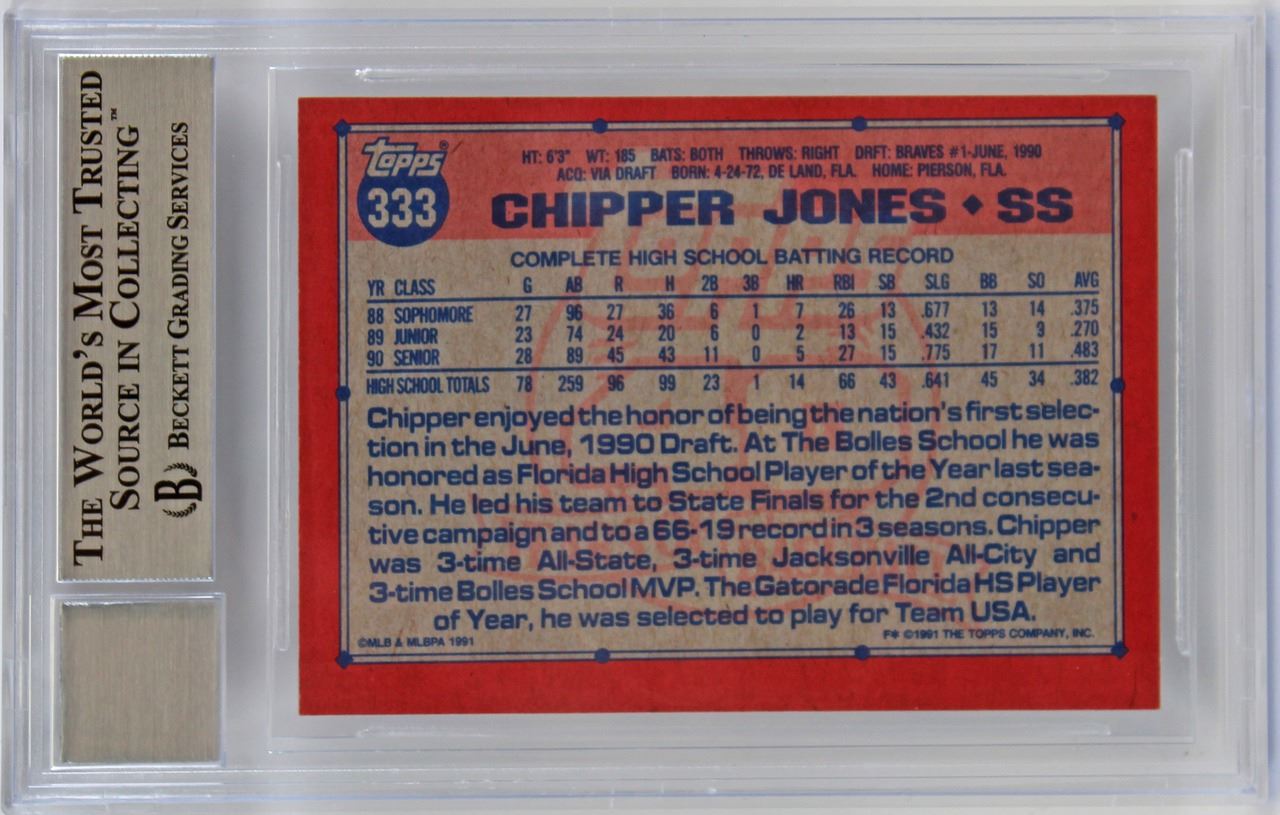 THE WORLD'S MOST TRUSTED
SOURCE IN COLLECTING™
B BECKETT GRADING SERVICES
topps®
333
HT: 6'3" WT: 185 BATS: BOTH THROWS: RIGHT DRFT: BRAVES #1-JUNE, 1990
ACQ: VIA DRAFT BORN: 4-24-72, DE LAND, FLA. HOME: PIERSON, FLA.
CHIPPER JONES ♦ SS
COMPLETE HIGH SCHOOL BATTING RECORD
YR CLASS G AB R H 2B 3B HR RBI SB SLG BB SO AVG
88 SOPHOMORE 27 96 27 36 6 1 7 26 13 .677 13 14 .375
89 JUNIOR 23 74 24 20 6 0 2 13 15 .432 15 9 .270
90 SENIOR 28 89 45 43 11 0 5 27 15 .775 17 11 .483
HIGH SCHOOL TOTALS 78 259 96 99 23 1 14 66 43 .641 45 34 .382
Chipper enjoyed the honor of being the nation's first selec-
tion in the June, 1990 Draft. At The Bolles School he was
honored as Florida High School Player of the Year last sea-
son. He led his team to State Finals for the 2nd consecu-
tive campaign and to a 66-19 record in 3 seasons. Chipper
was 3-time All-State, 3-time Jacksonville All-City and
3-time Bolles School MVP. The Gatorade Florida HS Player
of Year, he was selected to play for Team USA.
©MLB & MLBPA 1991 F* ©1991 THE TOPPS COMPANY, INC.